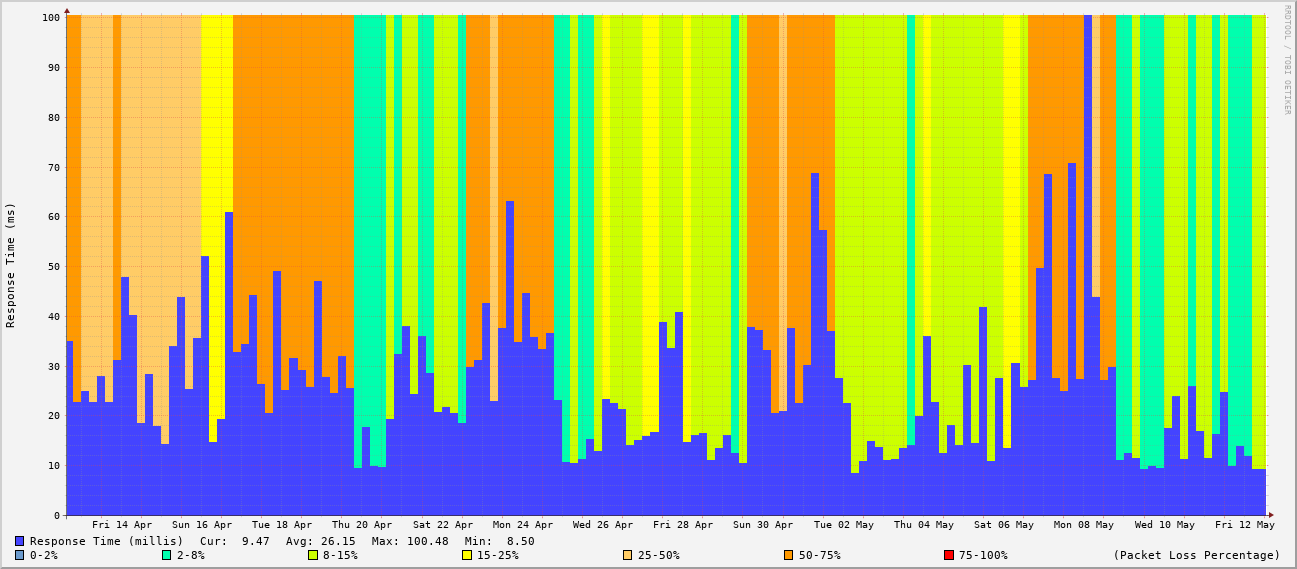 RRDTOOL / TOBI OETIKER
Response Time (ms)
100
90
80
70
60
50
40
30
20
10
0
Fri 14 Apr Sun 16 Apr Tue 18 Apr Thu 20 Apr Sat 22 Apr Mon 24 Apr Wed 26 Apr Fri 28 Apr Sun 30 Apr Tue 02 May Thu 04 May Sat 06 May Mon 08 May Wed 10 May Fri 12 May
Response Time (millis) Cur: 9.47 Avg: 26.15 Max: 100.48 Min: 8.50
0-2% 2-8% 8-15% 15-25% 25-50% 50-75% 75-100% (Packet Loss Percentage)